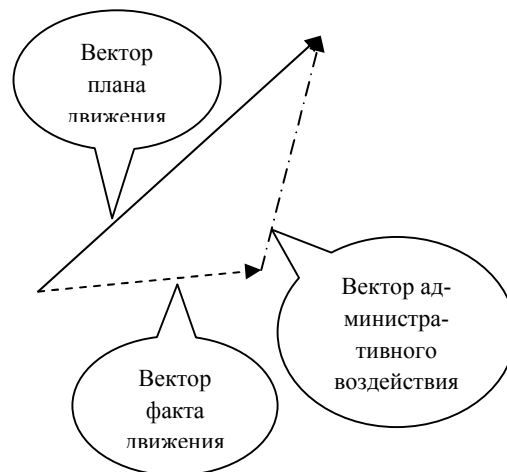 Вектор
плана
движения
Вектор ад-
министра-
тивного
воздействия
Вектор
факта
движения